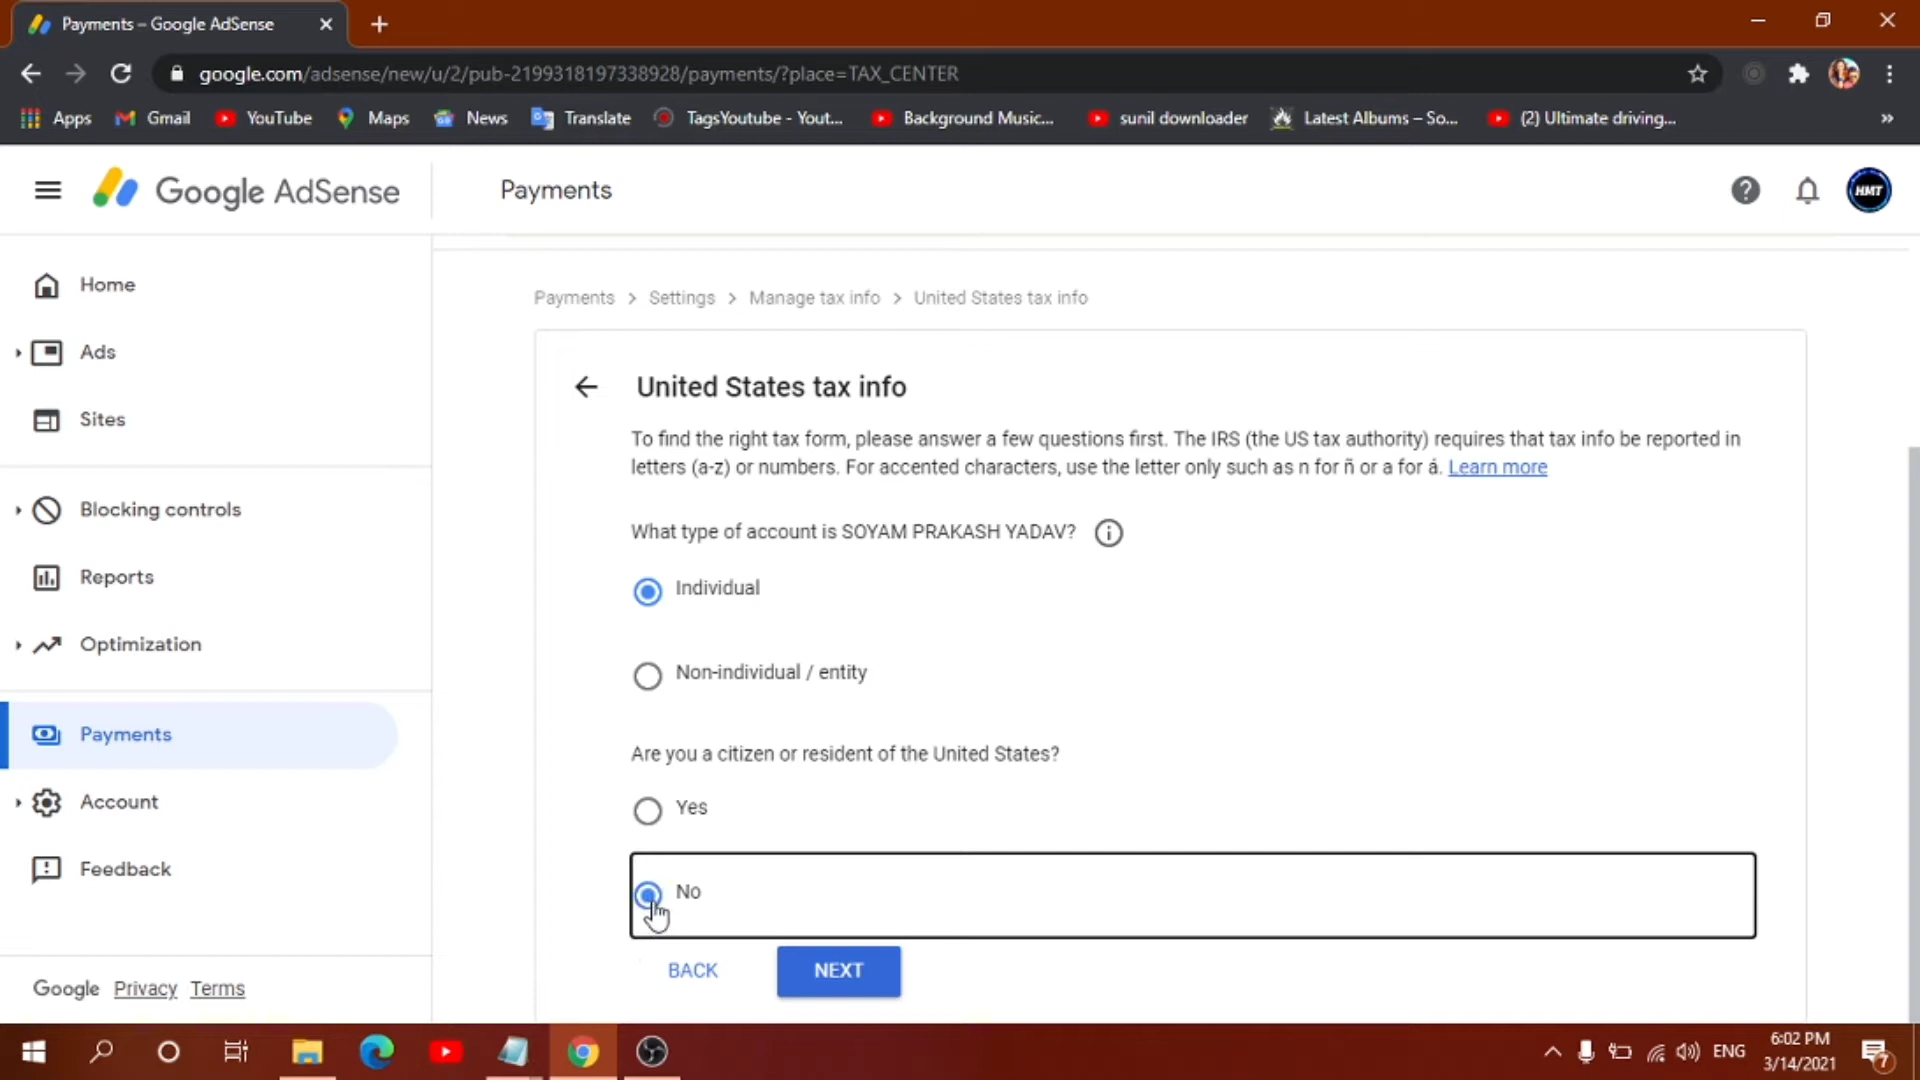 Payments – Google AdSense
google.com/adsense/new/u/2/pub-2199318197338928/payments/?place=TAX_CENTER
Apps Gmail YouTube Maps News Translate TagsYoutube - Yout... Background Music... sunil downloader Latest Albums – So... (2) Ultimate driving... »
Google AdSense Payments HMT
Home
Ads
Sites
Blocking controls
Reports
Optimization
Payments
Account
Feedback
Google Privacy Terms
Payments > Settings > Manage tax info > United States tax info
United States tax info
To find the right tax form, please answer a few questions first. The IRS (the US tax authority) requires that tax info be reported in
letters (a-z) or numbers. For accented characters, use the letter only such as n for ñ or a for á. Learn more
What type of account is SOYAM PRAKASH YADAV?
Individual
Non-individual / entity
Are you a citizen or resident of the United States?
Yes
No
BACK NEXT
ENG 6:02 PM
3/14/2021 7